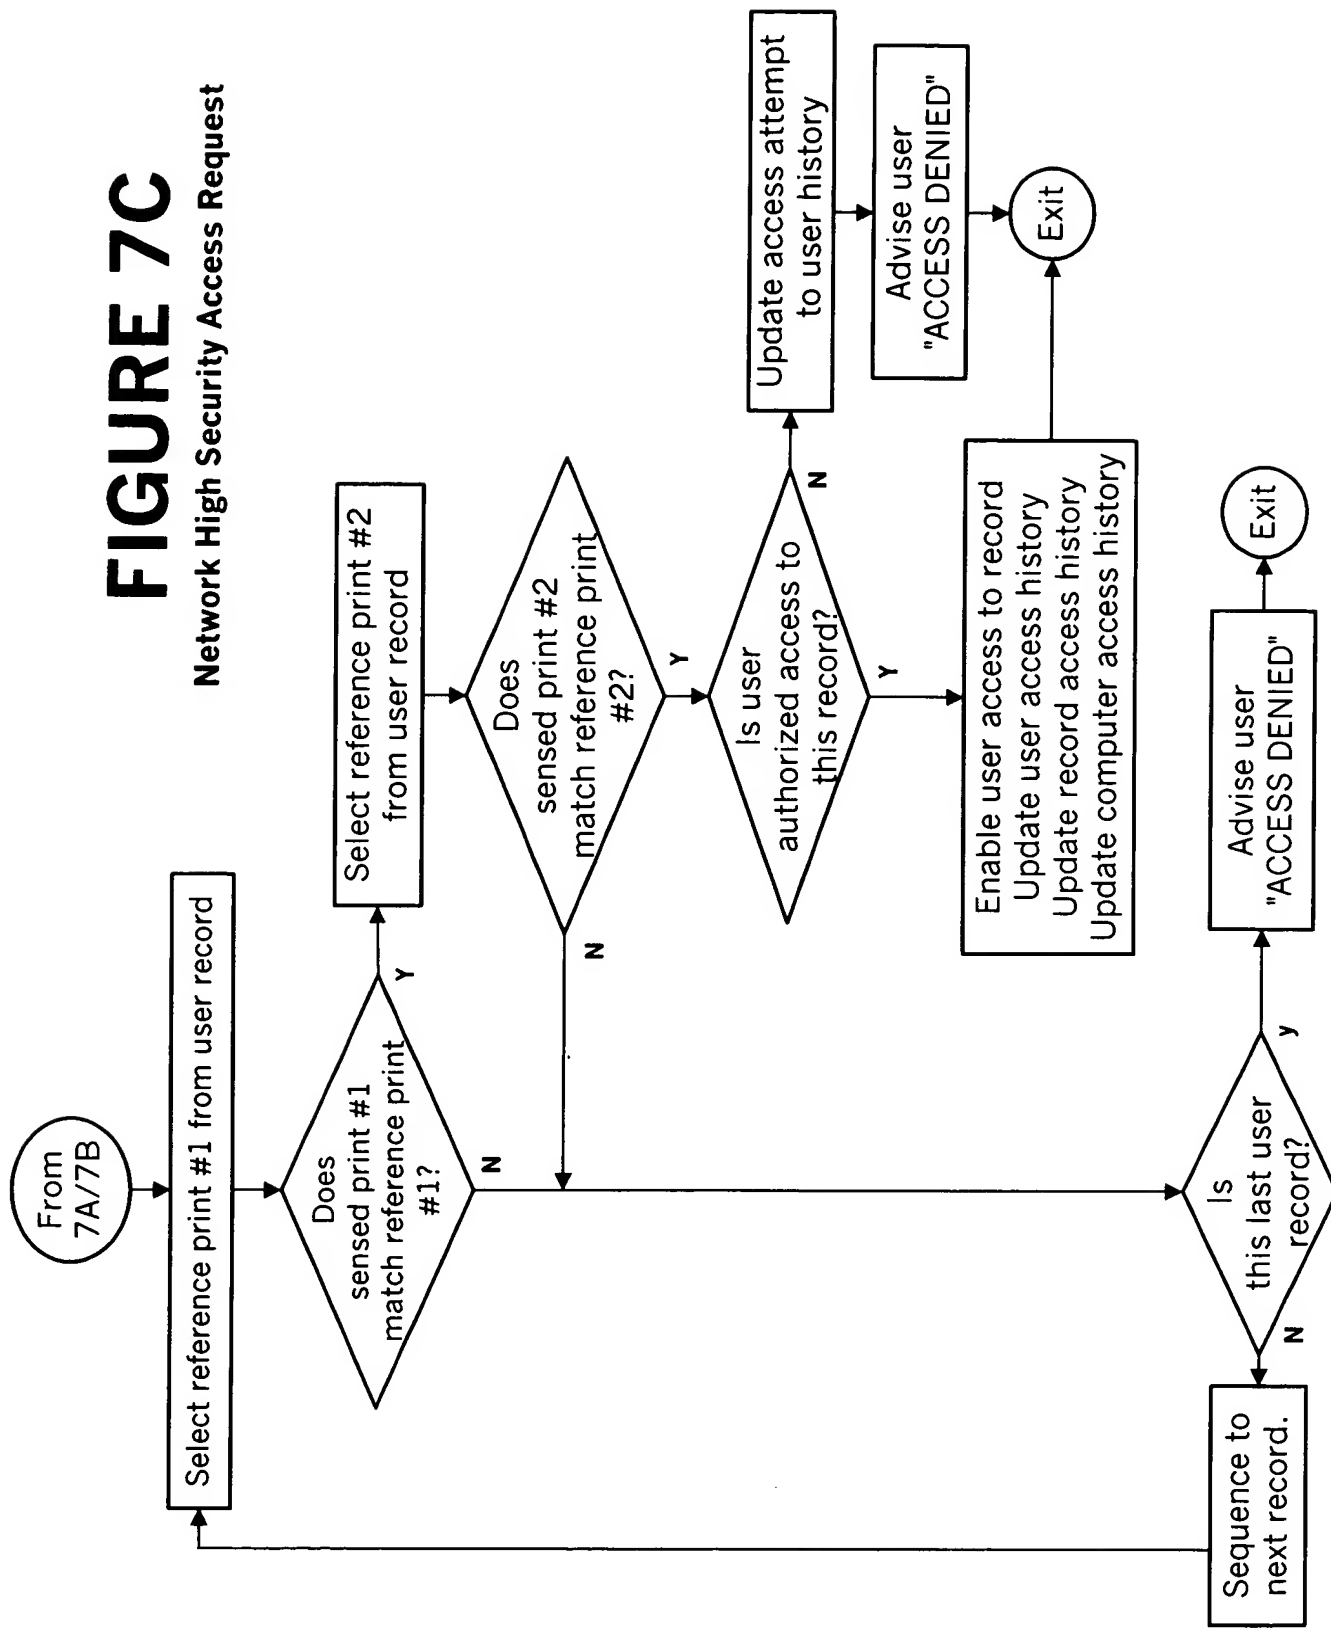 FIGURE 7C
Network High Security Access Request
From
7A/7B
Select reference print #1 from user record
Does
sensed print #1
match reference print
#1?
Y
N
Select reference print #2
from user record
Does
sensed print #2
match reference print
#2?
N
Y
Is user
authorized access to
this record?
N
Y
Update access attempt
to user history
Advise user
"ACCESS DENIED"
Exit
Enable user access to record
Update user access history
Update record access history
Update computer access history
Is
this last user
record?
N
y
Sequence to
next record.
Advise user
"ACCESS DENIED"
Exit